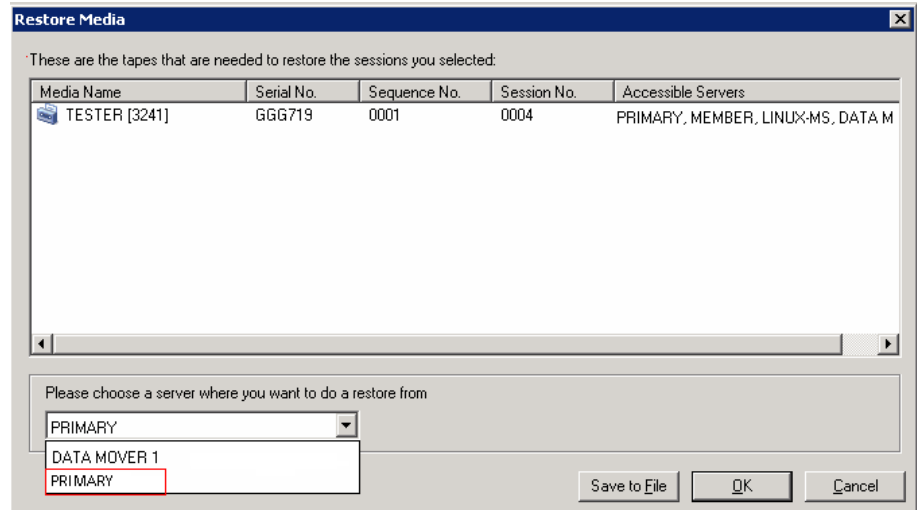 Restore Media
These are the tapes that are needed to restore the sessions you selected:
Media Name Serial No. Sequence No. Session No. Accessible Servers
TESTER [3241] GGG719 0001 0004 PRIMARY, MEMBER, LINUX-MS, DATA M
Please choose a server where you want to do a restore from
PRIMARY
DATA MOVER 1
PRIMARY
Save to File OK Cancel